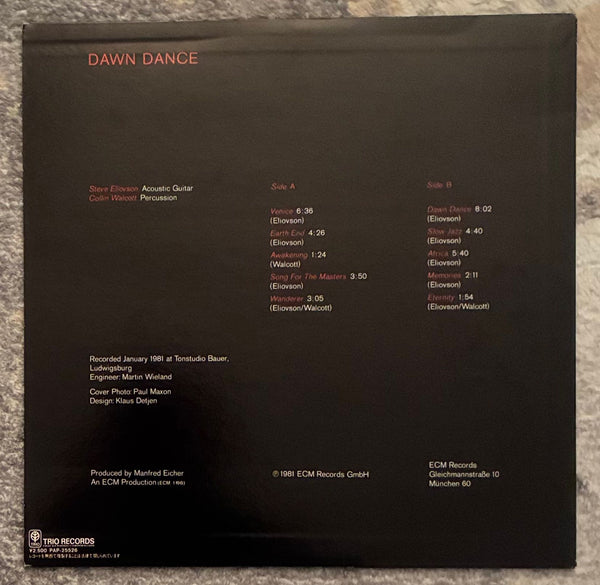 DAWN DANCE
Steve Eliovson Acoustic Guitar
Collin Walcott Percussion
Side A
Venice 6:36
(Eliovson)
Earth End 4:26
(Eliovson)
Awakening 1:24
(Walcott)
Song For The Masters 3:50
(Eliovson)
Wanderer 3:05
(Eliovson/Walcott)
Side B
Dawn Dance 8:02
(Eliovson)
Slow Jazz 4:40
(Eliovson)
Africa 5:40
(Eliovson)
Memories 2:11
(Eliovson)
Eternity 1:54
(Eliovson/Walcott)
Recorded January 1981 at Tonstudio Bauer,
Ludwigsburg
Engineer: Martin Wieland
Cover Photo: Paul Maxon
Design: Klaus Detjen
Produced by Manfred Eicher
An ECM Production (ECM 1198)
℗ 1981 ECM Records GmbH
ECM Records
Gleichmannstraße 10
München 60
TRIO
TRIO RECORDS
¥2,500 PAP-25526